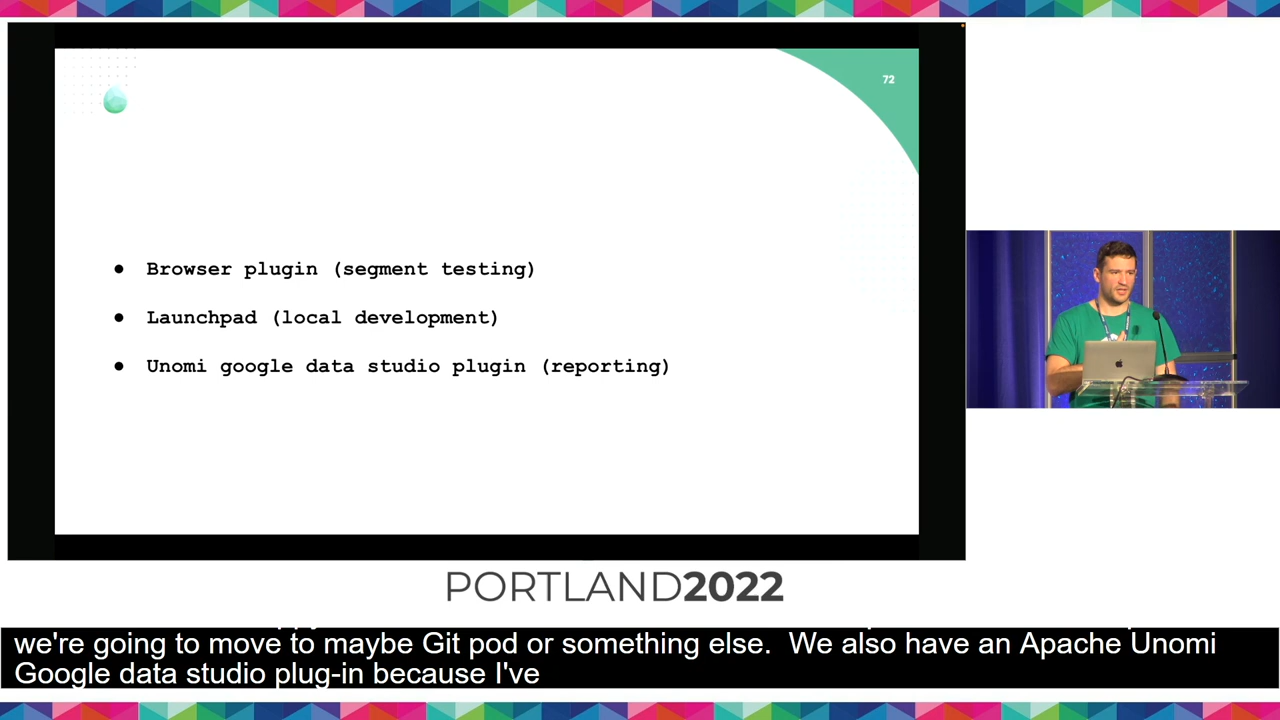 72
● Browser plugin (segment testing)
● Launchpad (local development)
● Unomi google data studio plugin (reporting)
PORTLAND2022
we're going to move to maybe Git pod or something else.  We also have an Apache Unomi
Google data studio plug-in because I've